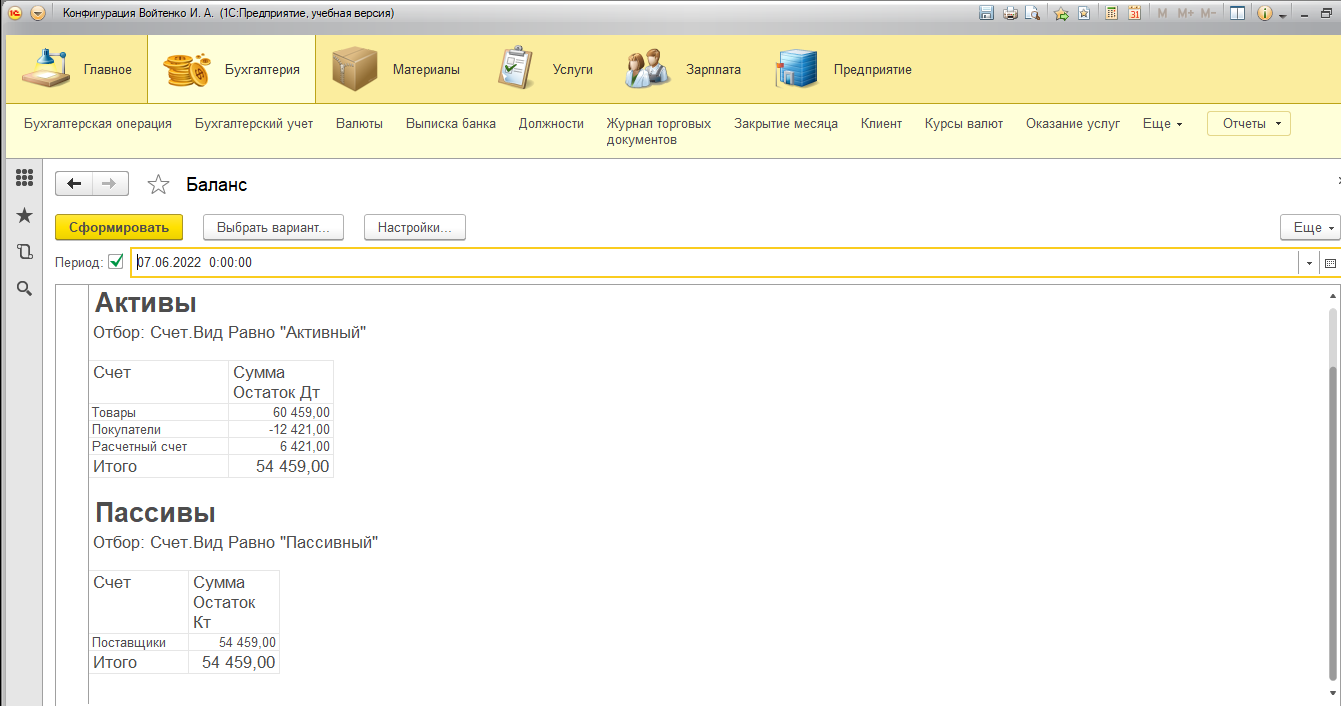 Конфигурация Войтенко И. А. (1С:Предприятие, учебная версия)
31
M M+ M-
Главное
Бухгалтерия
Материалы
Услуги
Зарплата
Предприятие
Бухгалтерская операция
Бухгалтерский учет
Валюты
Выписка банка
Должности
Журнал торговых
документов
Закрытие месяца
Клиент
Курсы валют
Оказание услуг
Еще
Отчеты
Баланс
Сформировать
Выбрать вариант...
Настройки...
Еще
Период:
07.06.2022 0:00:00
Активы
Отбор: Счет.Вид Равно "Активный"
Счет
Сумма
Остаток Дт
Товары 60 459,00
Покупатели -12 421,00
Расчетный счет 6 421,00
Итого 54 459,00
Пассивы
Отбор: Счет.Вид Равно "Пассивный"
Счет
Сумма
Остаток
Кт
Поставщики 54 459,00
Итого 54 459,00